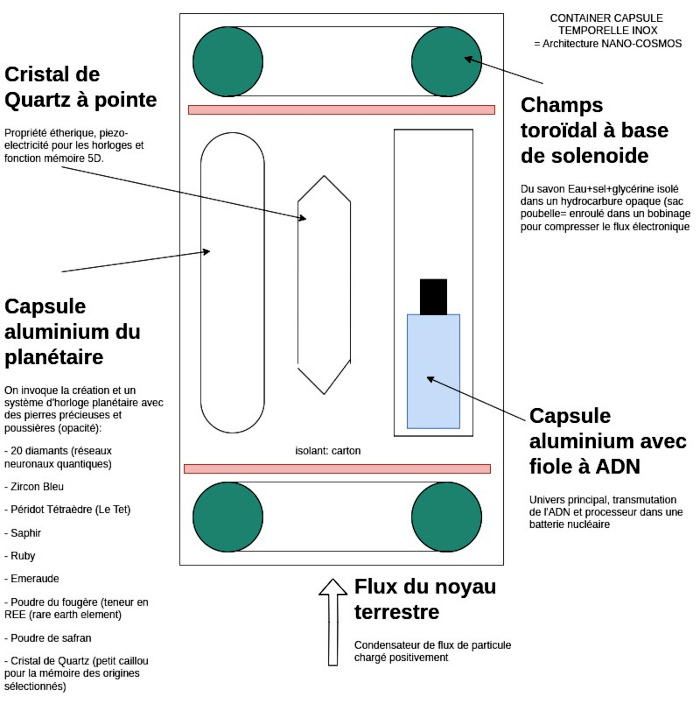 CONTAINER CAPSULE
TEMPORELLE INOX
= Architecture NANO-COSMOS
Cristal de
Quartz à pointe
Propriété étherique, piezo-
electricité pour les horloges et
fonction mémoire 5D.
Champs
toroïdal à base
de solenoide
Du savon Eau+sel+glycérine isolé
dans un hydrocarbure opaque (sac
poubelle= enroulé dans un bobinage
pour compresser le flux électronique
Capsule
aluminium du
planétaire
On invoque la création et un
système d'horloge planétaire avec
des pierres précieuses et
poussières (opacité):
- 20 diamants (réseaux
neuronaux quantiques)
- Zircon Bleu
- Péridot Tétraèdre (Le Tet)
- Saphir
- Ruby
- Emeraude
- Poudre du fougère (teneur en
REE (rare earth element)
- Poudre de safran
- Cristal de Quartz (petit caillou
pour la mémoire des origines
sélectionnés)
isolant: carton
Capsule
aluminium avec
fiole à ADN
Univers principal, transmutation
de l'ADN et processeur dans une
batterie nucléaire
Flux du noyau
terrestre
Condensateur de flux de particule
chargé positivement